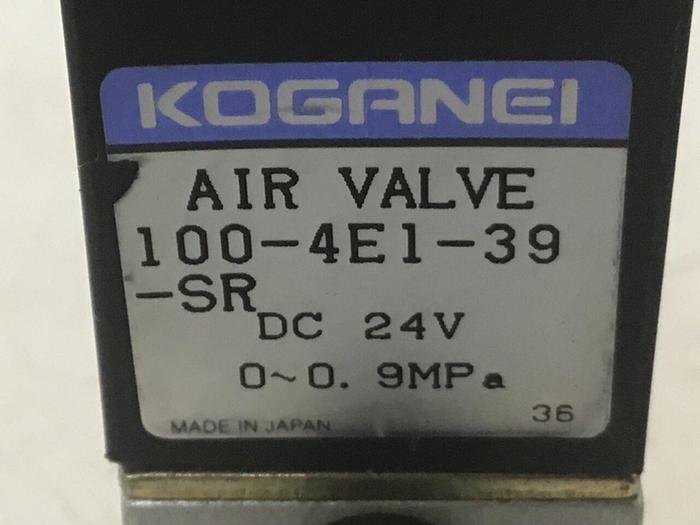 KOGANEI
AIR VALVE
100-4E1-39
-SR
DC 24V
0~0.9MPa
36
MADE IN JAPAN